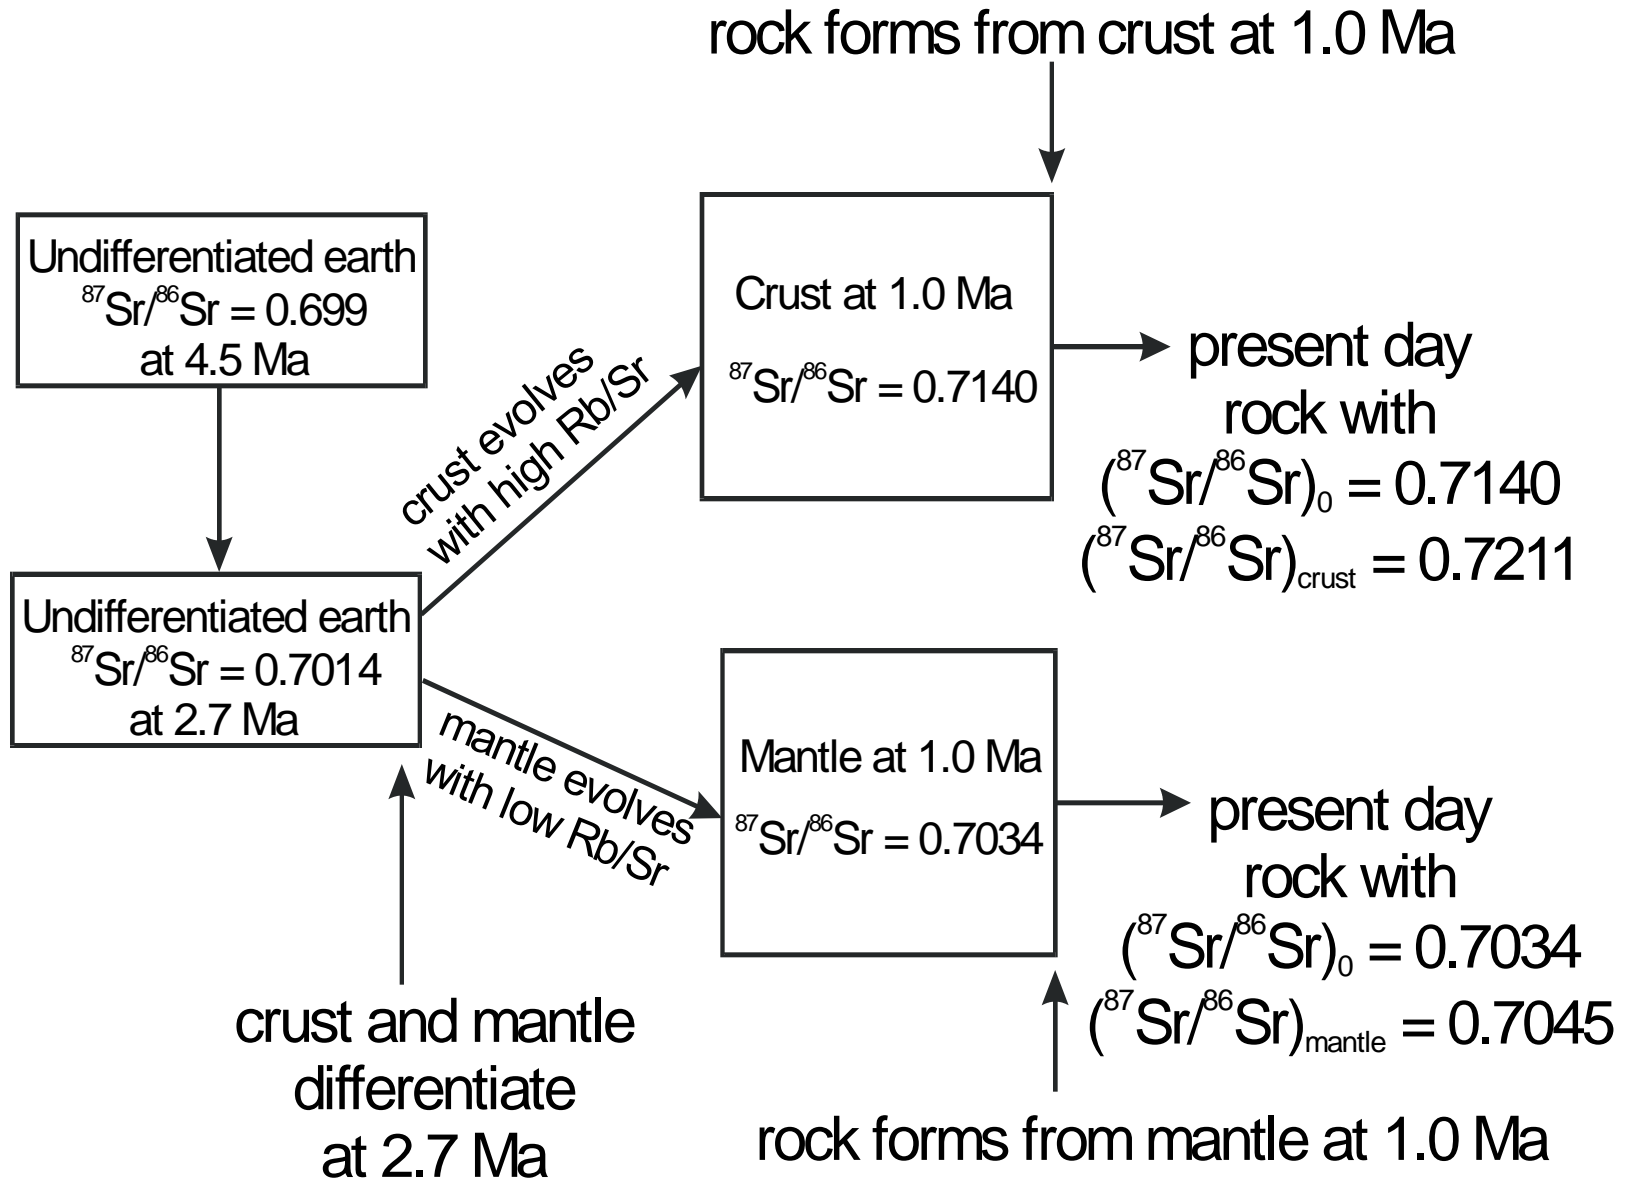 rock forms from crust at 1.0 Ma
Undifferentiated earth
⁸⁷Sr/⁸⁶Sr = 0.699
at 4.5 Ma
crust evolves
with high Rb/Sr
Crust at 1.0 Ma
⁸⁷Sr/⁸⁶Sr = 0.7140
present day
rock with
(⁸⁷Sr/⁸⁶Sr)₀ = 0.7140
(⁸⁷Sr/⁸⁶Sr)crust = 0.7211
Undifferentiated earth
⁸⁷Sr/⁸⁶Sr = 0.7014
at 2.7 Ma
mantle evolves
with low Rb/Sr
Mantle at 1.0 Ma
⁸⁷Sr/⁸⁶Sr = 0.7034
present day
rock with
(⁸⁷Sr/⁸⁶Sr)₀ = 0.7034
(⁸⁷Sr/⁸⁶Sr)mantle = 0.7045
crust and mantle
differentiate
at 2.7 Ma
rock forms from mantle at 1.0 Ma